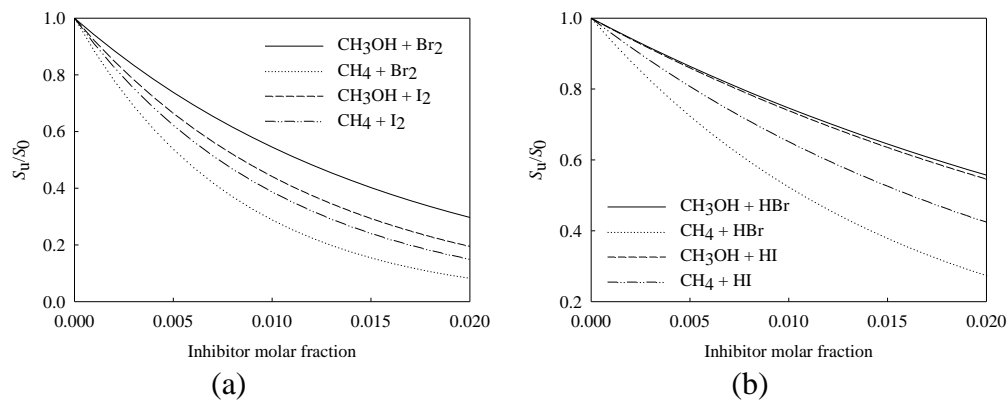 1.0
0.8
0.6
0.4
0.2
0.0
Su/S0
CH3OH + Br2
CH4 + Br2
CH3OH + I2
CH4 + I2
0.000 0.005 0.010 0.015 0.020
Inhibitor molar fraction
(a)
1.0
0.8
0.6
0.4
0.2
Su/S0
CH3OH + HBr
CH4 + HBr
CH3OH + HI
CH4 + HI
0.000 0.005 0.010 0.015 0.020
Inhibitor molar fraction
(b)